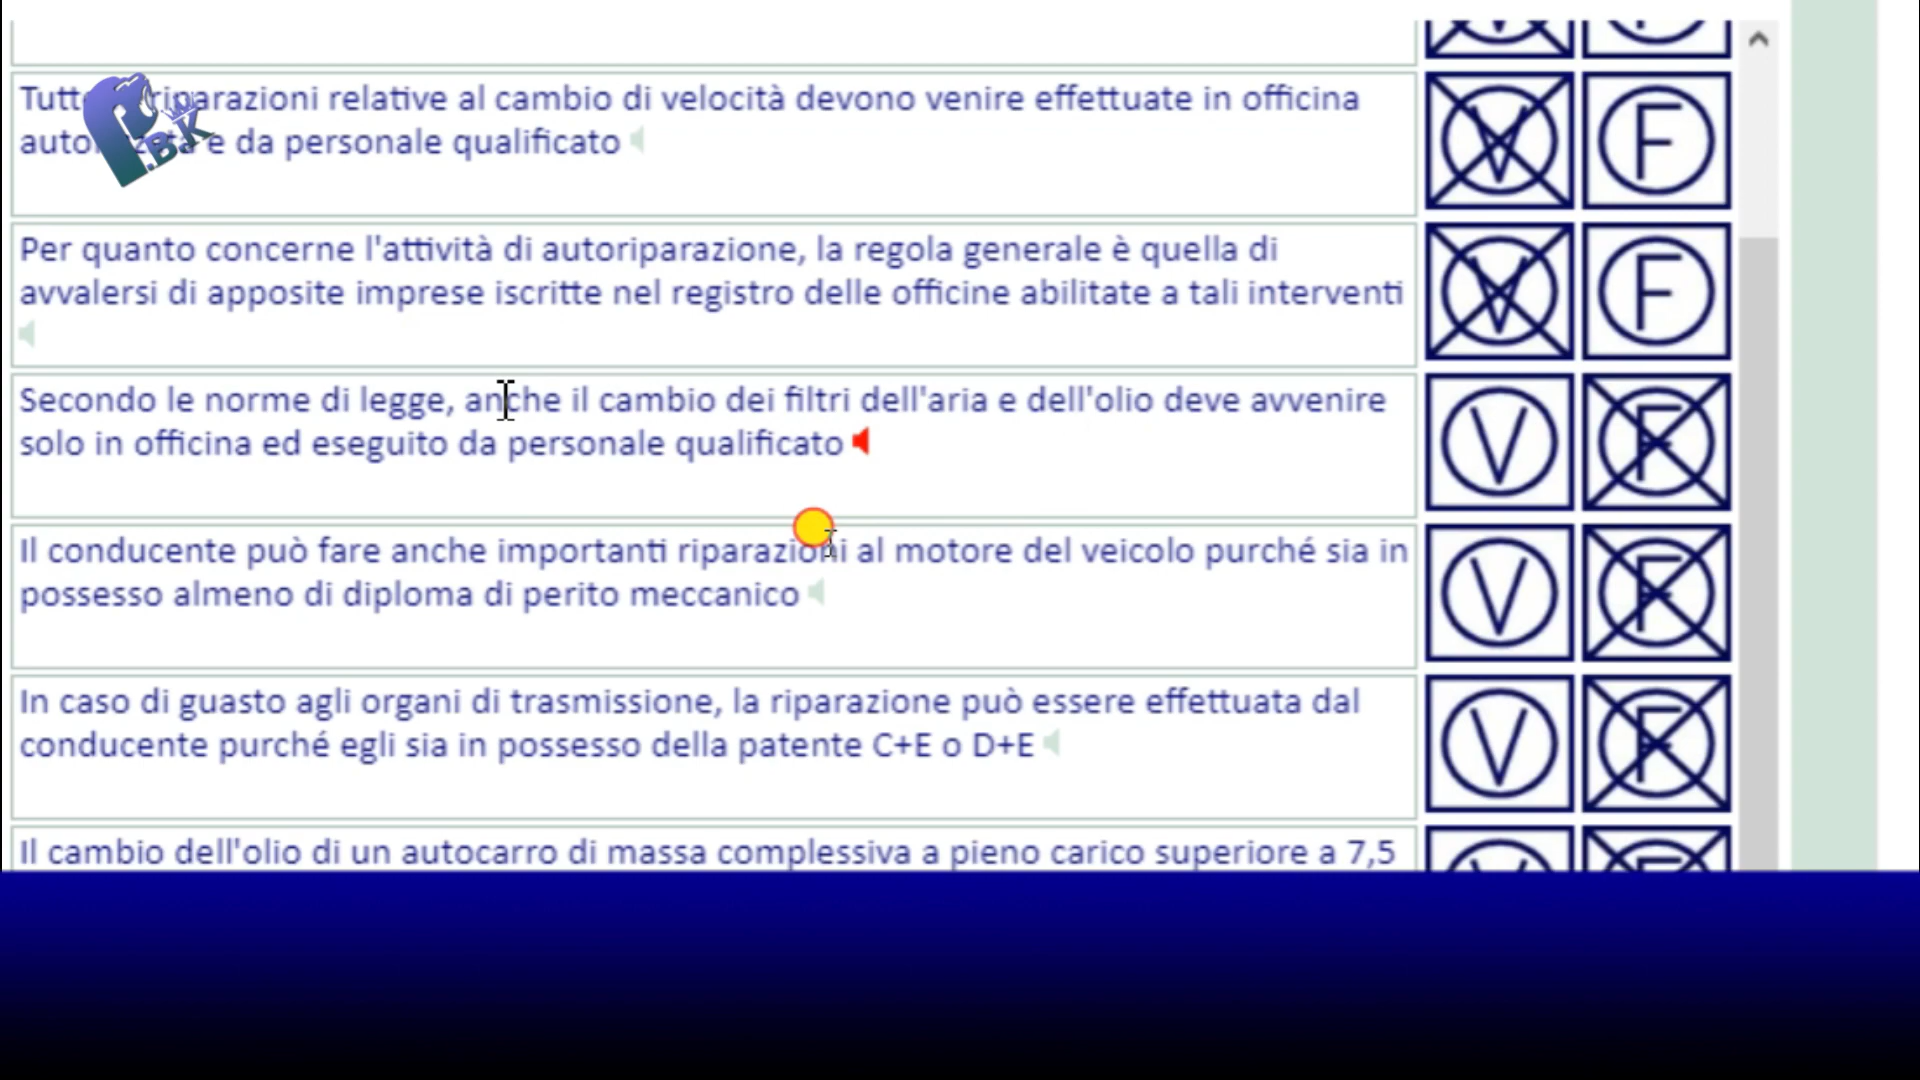 V F
Tutt riparazioni relative al cambio di velocità devono venire effettuate in officina
e da personale qualificato
V F
Per quanto concerne l'attività di autoriparazione, la regola generale è quella di
avvalersi di apposite imprese iscritte nel registro delle officine abilitate a tali interventi
V F
Secondo le norme di legge, anche il cambio dei filtri dell'aria e dell'olio deve avvenire
solo in officina ed eseguito da personale qualificato
V F
Il conducente può fare anche importanti riparazioni al motore del veicolo purché sia in
possesso almeno di diploma di perito meccanico
V F
In caso di guasto agli organi di trasmissione, la riparazione può essere effettuata dal
conducente purché egli sia in possesso della patente C+E o D+E
V F
Il cambio dell'olio di un autocarro di massa complessiva a pieno carico superiore a 7,5
V F
P.B.K